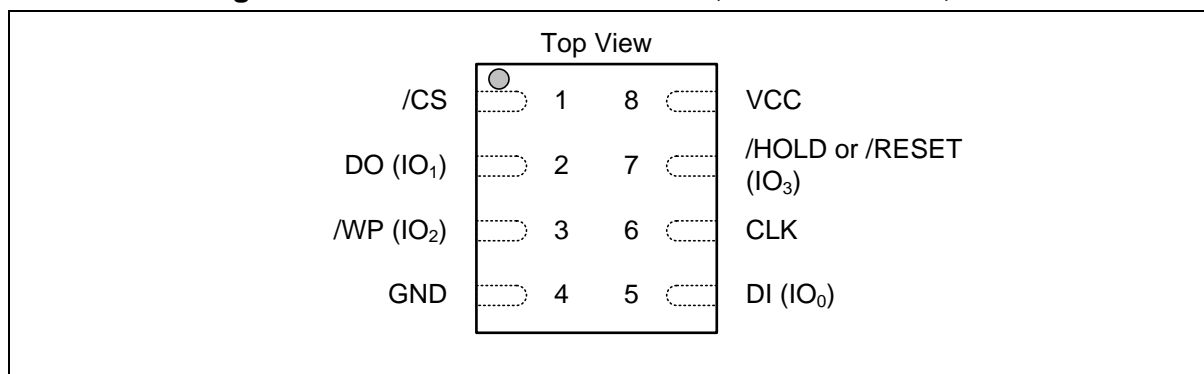 Top View
/CS 1 8 VCC
DO (IO₁) 2 7 /HOLD or /RESET
(IO₃)
/WP (IO₂) 3 6 CLK
GND 4 5 DI (IO₀)